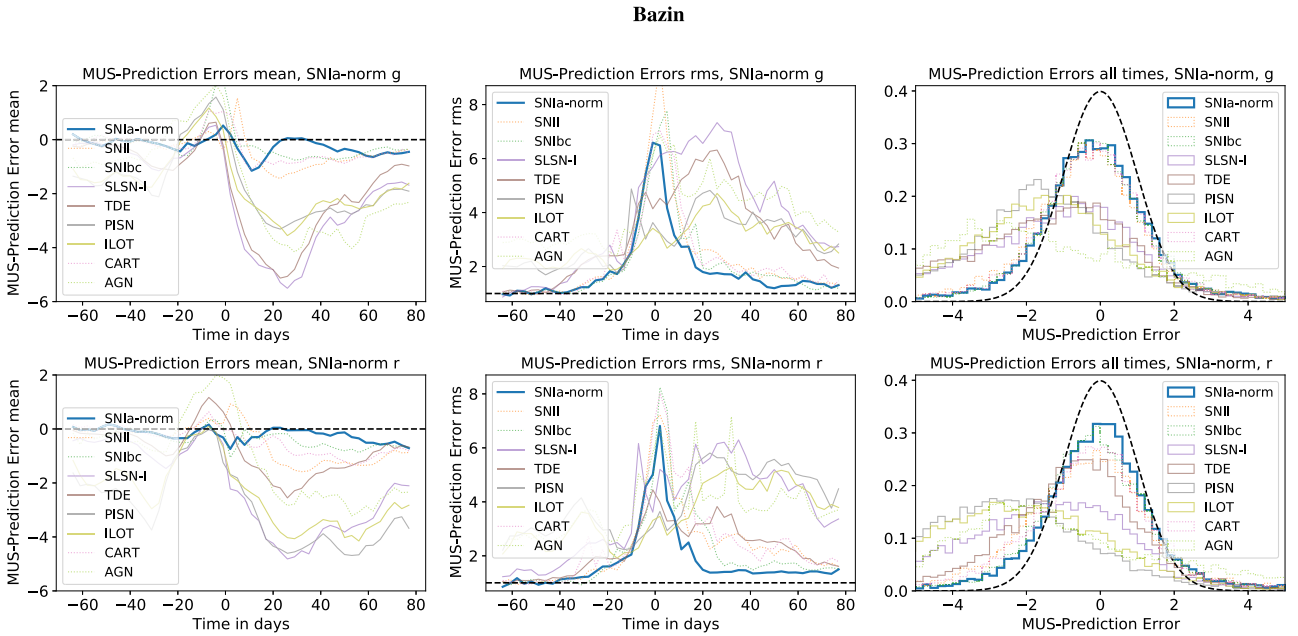 Bazin
MUS-Prediction Errors mean, SNIa-norm g
MUS-Prediction Error mean
2
0
−2
−4
−6
SNIa-norm
SNII
SNIbc
SLSN-I
TDE
PISN
ILOT
CART
AGN
−60 −40 −20 0 20 40 60 80
Time in days
MUS-Prediction Errors rms, SNIa-norm g
MUS-Prediction Error rms
8
6
4
2
SNIa-norm
SNII
SNIbc
SLSN-I
TDE
PISN
ILOT
CART
AGN
−60 −40 −20 0 20 40 60 80
Time in days
MUS-Prediction Errors all times, SNIa-norm, g
0.4
0.3
0.2
0.1
0.0
SNIa-norm
SNII
SNIbc
SLSN-I
TDE
PISN
ILOT
CART
AGN
−4 −2 0 2 4
MUS-Prediction Error
MUS-Prediction Errors mean, SNIa-norm r
MUS-Prediction Error mean
2
0
−2
−4
−6
SNIa-norm
SNII
SNIbc
SLSN-I
TDE
PISN
ILOT
CART
AGN
−60 −40 −20 0 20 40 60 80
Time in days
MUS-Prediction Errors rms, SNIa-norm r
MUS-Prediction Error rms
8
6
4
2
SNIa-norm
SNII
SNIbc
SLSN-I
TDE
PISN
ILOT
CART
AGN
−60 −40 −20 0 20 40 60 80
Time in days
MUS-Prediction Errors all times, SNIa-norm, r
0.4
0.3
0.2
0.1
0.0
SNIa-norm
SNII
SNIbc
SLSN-I
TDE
PISN
ILOT
CART
AGN
−4 −2 0 2 4
MUS-Prediction Error